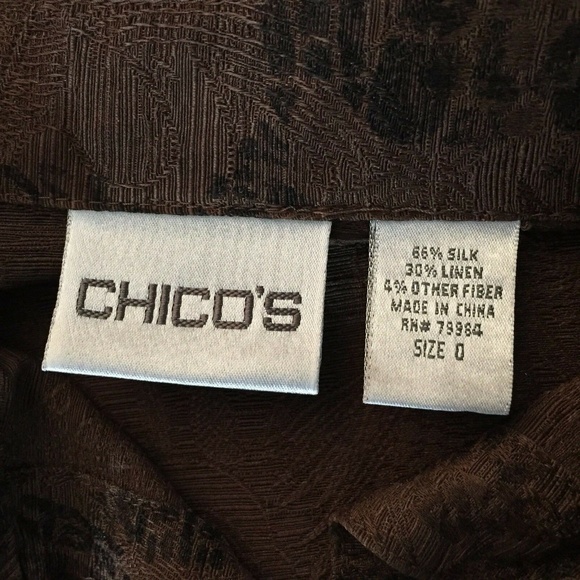 CHICO'S
66% SILK
30% LINEN
4% OTHER FIBER
MADE IN CHINA
RN# 79984
SIZE 0